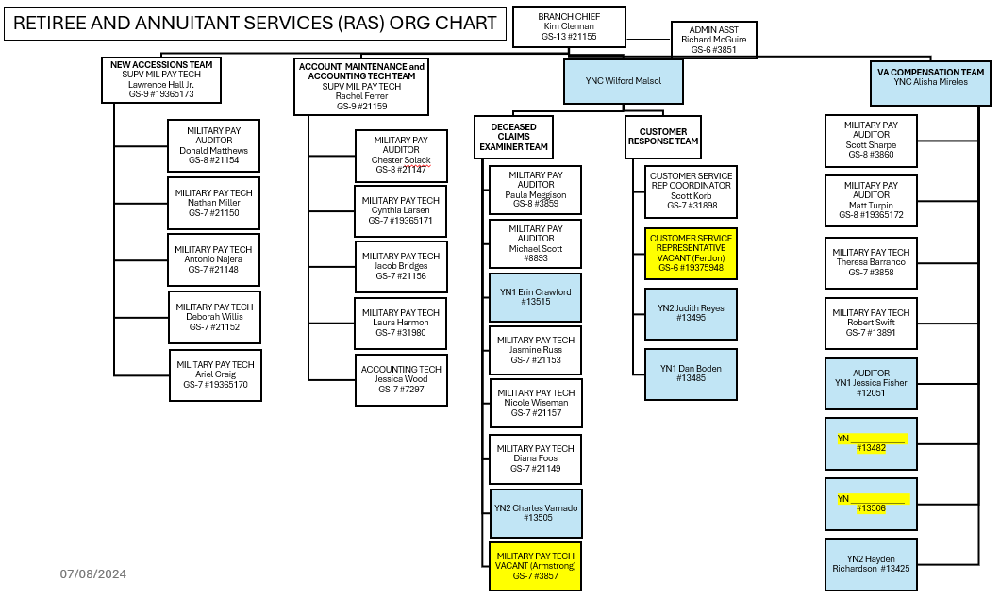 RETIREE AND ANNUITANT SERVICES (RAS) ORG CHART
BRANCH CHIEF
Kim Clennan
GS-13 #21155
ADMIN ASST
Richard McGuire
GS-6 #3851
NEW ACCESSIONS TEAM
SUPV MIL PAY TECH
Lawrence Hall Jr.
GS-9 #19365173
MILITARY PAY
AUDITOR
Donald Matthews
GS-8 #21154
MILITARY PAY TECH
Nathan Miller
GS-7 #21150
MILITARY PAY TECH
Antonio Najera
GS-7 #21148
MILITARY PAY TECH
Deborah Willis
GS-7 #21152
MILITARY PAY TECH
Ariel Craig
GS-7 #19365170
ACCOUNT MAINTENANCE and
ACCOUNTING TECH TEAM
SUPV MIL PAY TECH
Rachel Ferrer
GS-9 #21159
MILITARY PAY
AUDITOR
Chester Solack
GS-8 #21147
MILITARY PAY TECH
Cynthia Larsen
GS-7 #19365171
MILITARY PAY TECH
Jacob Bridges
GS-7 #21156
MILITARY PAY TECH
Laura Harmon
GS-7 #31980
ACCOUNTING TECH
Jessica Wood
GS-7 #7297
YNC Wilford Malsol
DECEASED
CLAIMS
EXAMINER TEAM
MILITARY PAY
AUDITOR
Paula Meggison
GS-8 #3859
MILITARY PAY
AUDITOR
Michael Scott
#8893
YN1 Erin Crawford
#13515
MILITARY PAY TECH
Jasmine Russ
GS-7 #21153
MILITARY PAY TECH
Nicole Wiseman
GS-7 #21157
MILITARY PAY TECH
Diana Foos
GS-7 #21149
YN2 Charles Varnado
#13505
MILITARY PAY TECH
VACANT (Armstrong)
GS-7 #3857
CUSTOMER
RESPONSE TEAM
CUSTOMER SERVICE
REP COORDINATOR
Scott Korb
GS-7 #31898
CUSTOMER SERVICE
REPRESENTATIVE
VACANT (Ferdon)
GS-6 #19375948
YN2 Judith Reyes
#13495
YN1 Dan Boden
#13485
VA COMPENSATION TEAM
YNC Alisha Mireles
MILITARY PAY
AUDITOR
Scott Sharpe
GS-8 #3860
MILITARY PAY
AUDITOR
Matt Turpin
GS-8 #19365172
MILITARY PAY TECH
Theresa Barranco
GS-7 #3858
MILITARY PAY TECH
Robert Swift
GS-7 #13891
AUDITOR
YN1 Jessica Fisher
#12051
YN ____________
#13482
YN ____________
#13506
YN2 Hayden
Richardson #13425
07/08/2024